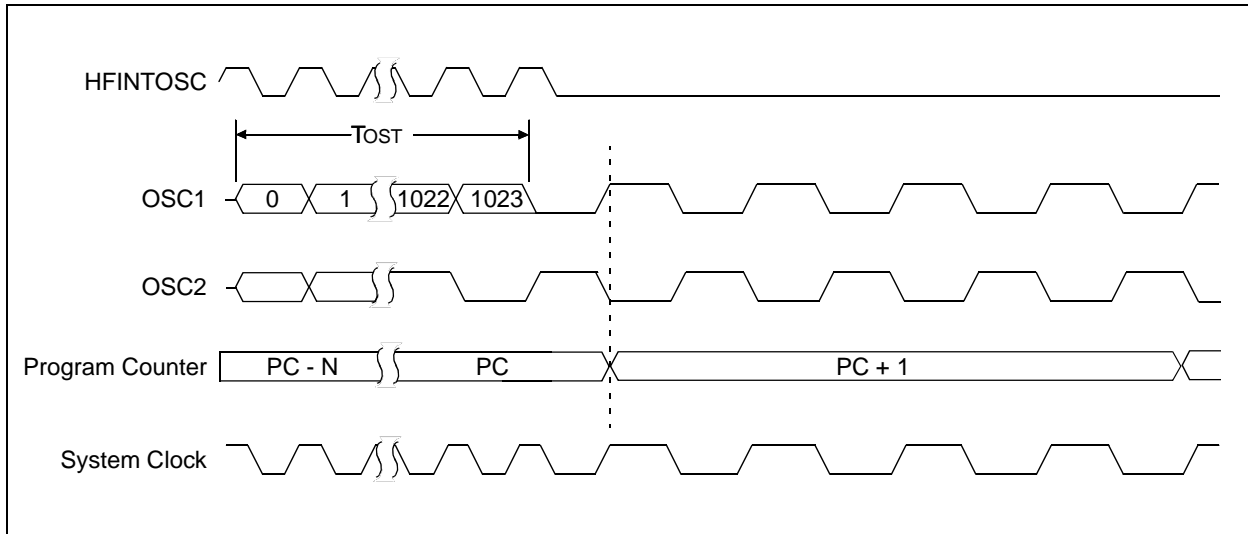 HFINTOSC
TOST
OSC1 0 1 1022 1023
OSC2
Program Counter PC - N PC PC + 1
System Clock